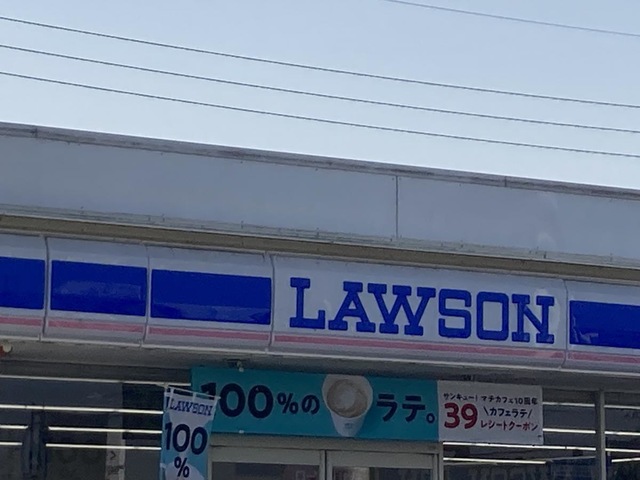 LAWSON
100%のラテ。
サンキュー! マチカフェ10周年
39 \カフェラテ/
レシートクーポン
LAWSON
100
%